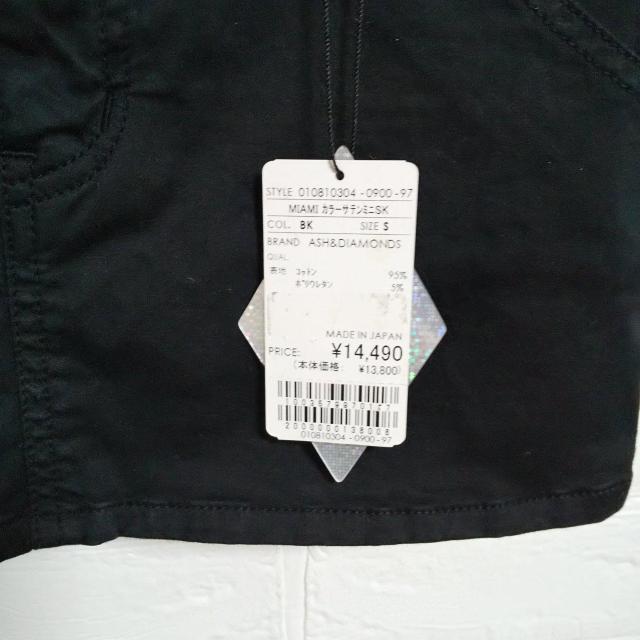 STYLE 010810304-0900-97
MIAMI カラーサテンミニSK
COL. BK SIZE S
BRAND ASH&DIAMONDS
QUAL.
表地 コットン 95%
ポリウレタン 5%
MADE IN JAPAN
PRICE: ¥14,490
(本体価格: ¥13,800)
2000000138008
010810304-0900-97